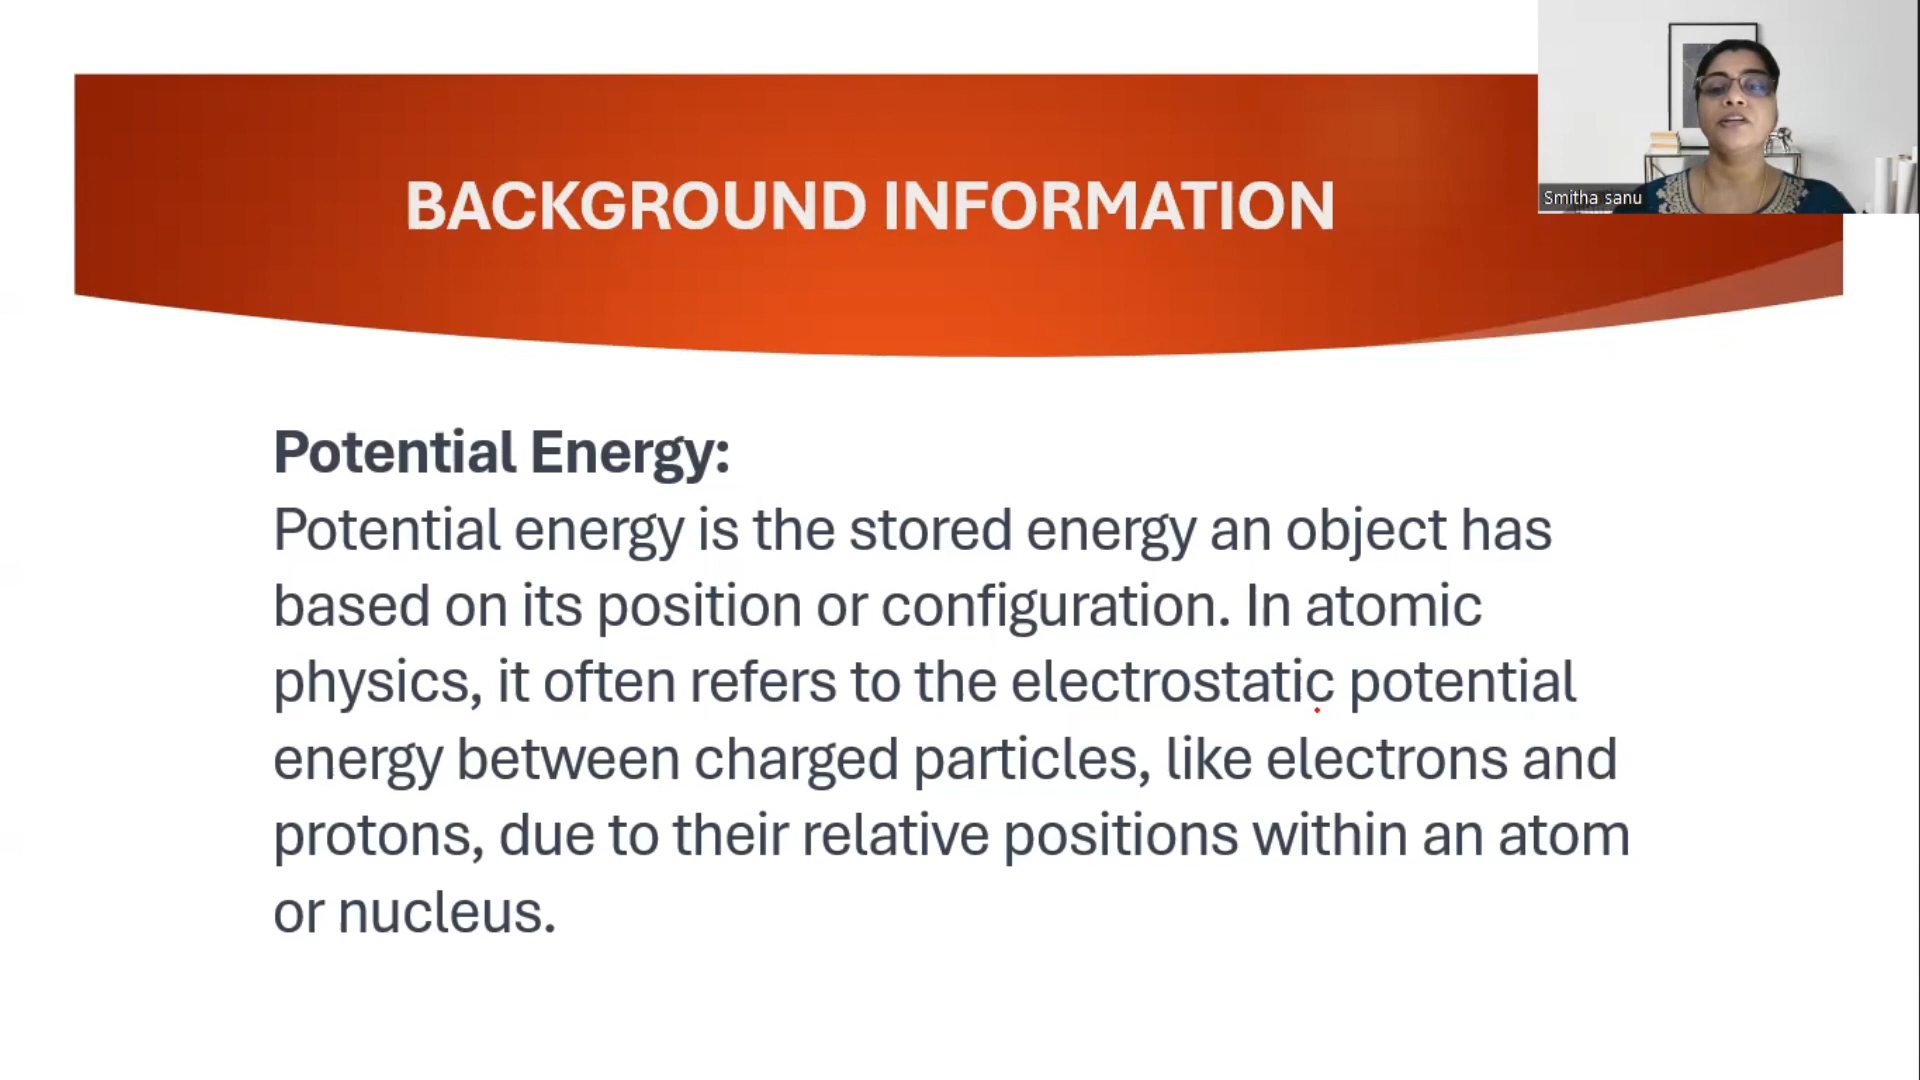 BACKGROUND INFORMATION
Smitha sanu
Potential Energy:
Potential energy is the stored energy an object has
based on its position or configuration. In atomic
physics, it often refers to the electrostatic potential
energy between charged particles, like electrons and
protons, due to their relative positions within an atom
or nucleus.